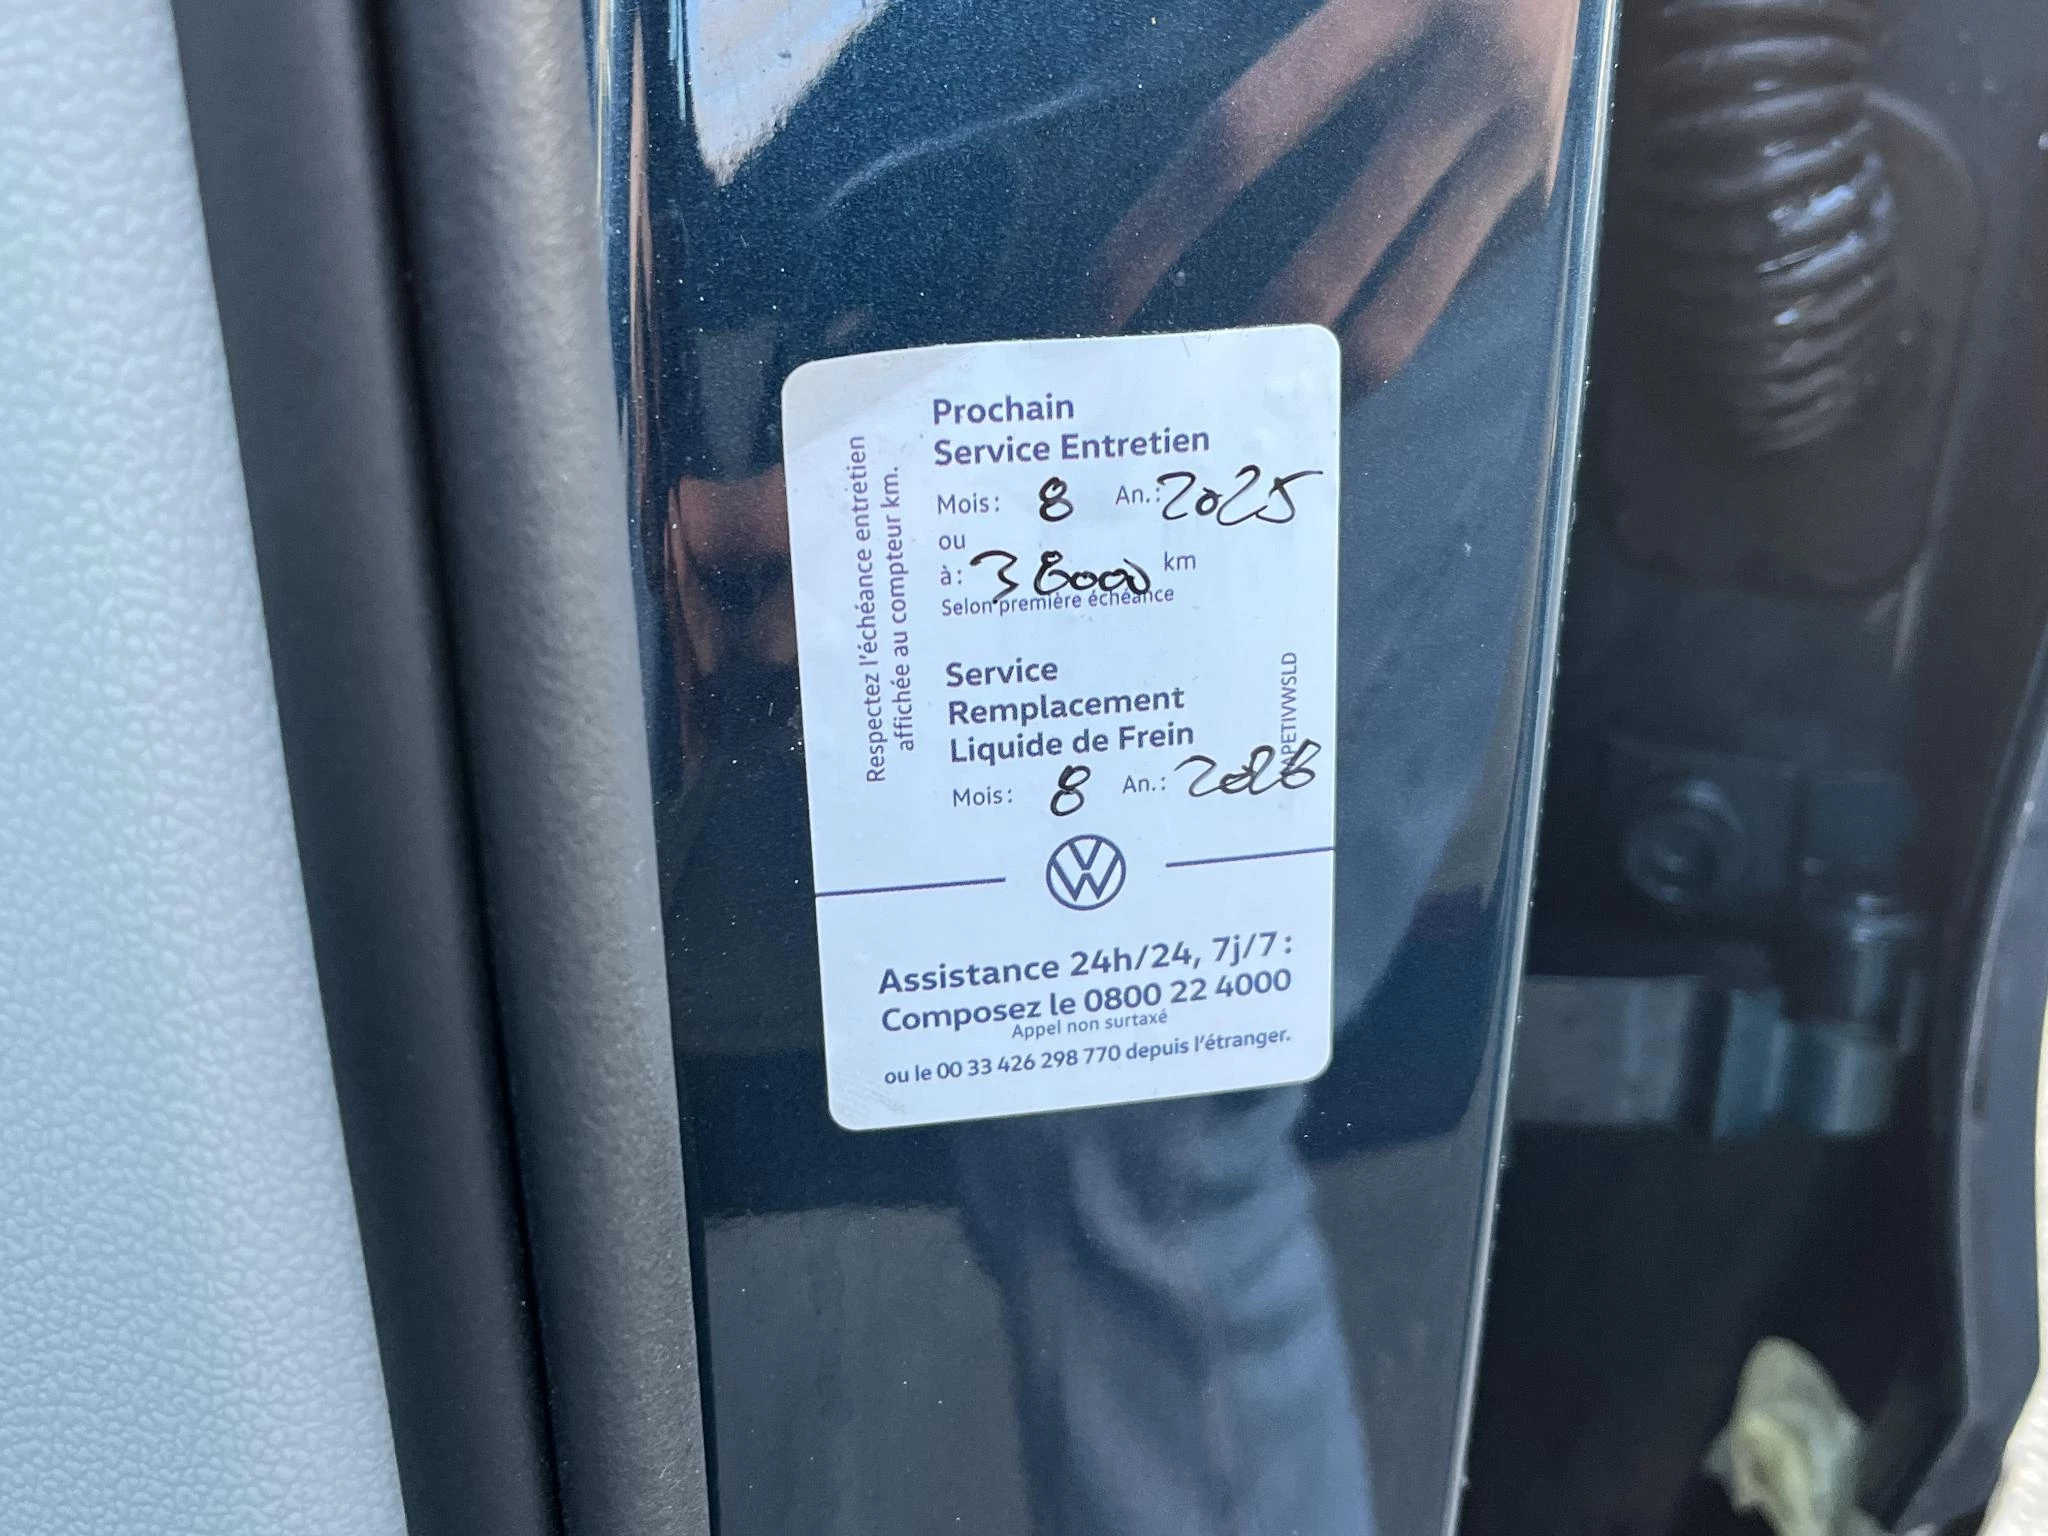 Prochain
Service Entretien
Mois: 8 An.: 2025
ou
à: 38000 km
Selon première échéance
Service
Remplacement
Liquide de Frein
Mois: 8 An.: 2026
Respectez l'échéance entretien
affichée au compteur km.
APETIVWSLD
VW
Assistance 24h/24, 7j/7:
Composez le 0800 22 4000
Appel non surtaxé
ou le 00 33 426 298 770 depuis l'étranger.